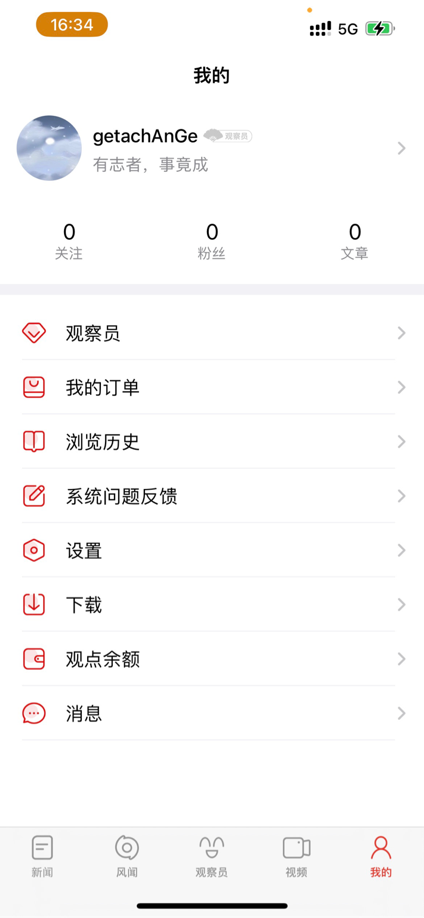 16:34
5G
我的
getachAnGe 观察员
有志者，事竟成
0 0 0
关注 粉丝 文章
观察员
我的订单
浏览历史
系统问题反馈
设置
下载
观点余额
消息
新闻 风闻 观察员 视频 我的